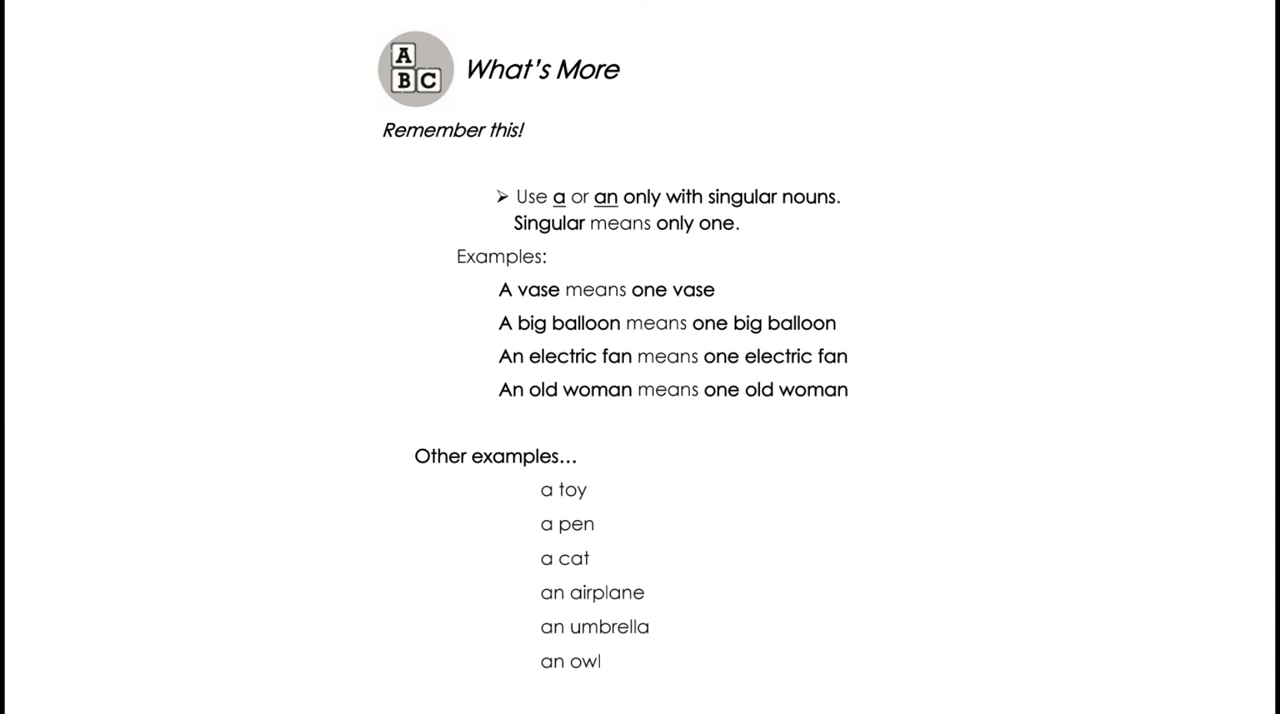 A
B C
What's More
Remember this!
➢ Use a or an only with singular nouns.
Singular means only one.
Examples:
A vase means one vase
A big balloon means one big balloon
An electric fan means one electric fan
An old woman means one old woman
Other examples…
a toy
a pen
a cat
an airplane
an umbrella
an owl